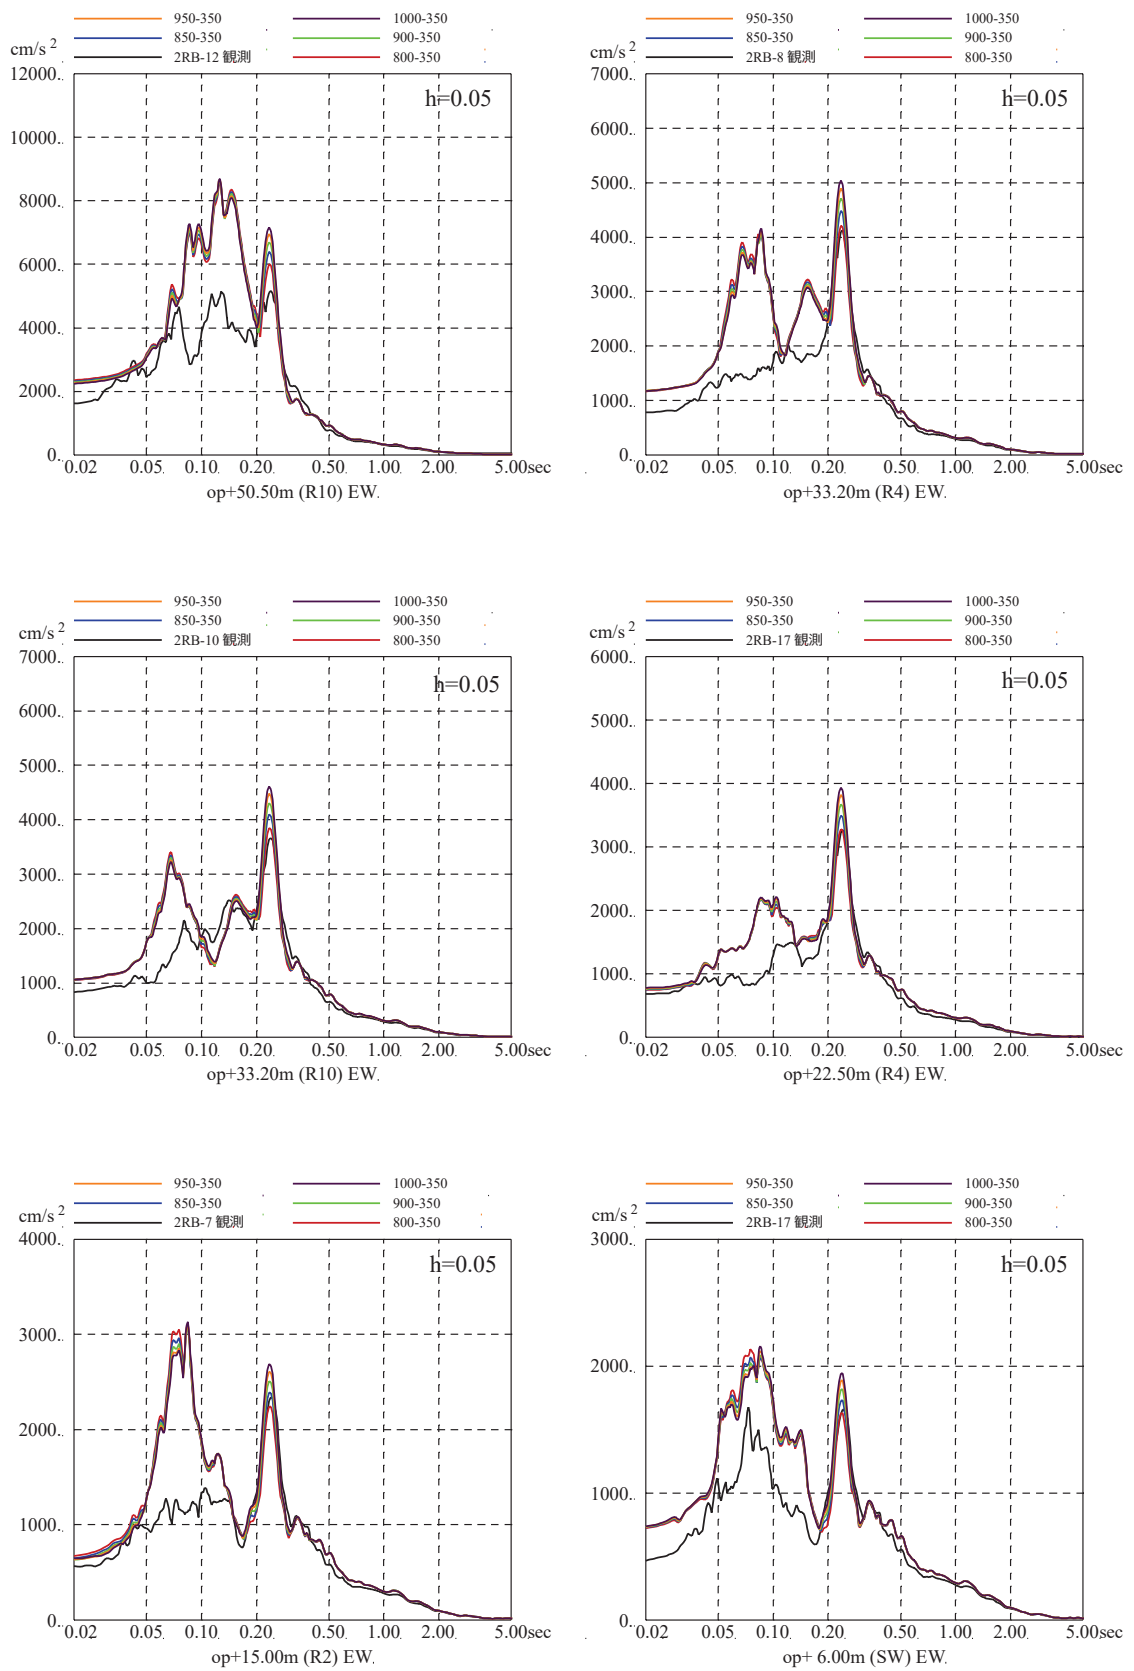 950-350 1000-350
850-350 900-350
2RB-12 観測 800-350
cm/s 2
12000.
h=0.05
10000.
8000.
6000.
4000.
2000.
0.
0.02 0.05 0.10 0.20 0.50 1.00 2.00 5.00sec
op+50.50m (R10) EW.
950-350 1000-350
850-350 900-350
2RB-8 観測 800-350
cm/s 2
7000.
h=0.05
6000.
5000.
4000.
3000.
2000.
1000.
0.
0.02 0.05 0.10 0.20 0.50 1.00 2.00 5.00sec
op+33.20m (R4) EW.
950-350 1000-350
850-350 900-350
2RB-10 観測 800-350
cm/s 2
7000.
h=0.05
6000.
5000.
4000.
3000.
2000.
1000.
0.
0.02 0.05 0.10 0.20 0.50 1.00 2.00 5.00sec
op+33.20m (R10) EW.
950-350 1000-350
850-350 900-350
2RB-17 観測 800-350
cm/s 2
6000.
h=0.05
5000.
4000.
3000.
2000.
1000.
0.
0.02 0.05 0.10 0.20 0.50 1.00 2.00 5.00sec
op+22.50m (R4) EW.
950-350 1000-350
850-350 900-350
2RB-7 観測 800-350
cm/s 2
4000.
h=0.05
3000.
2000.
1000.
0.
0.02 0.05 0.10 0.20 0.50 1.00 2.00 5.00sec
op+15.00m (R2) EW.
950-350 1000-350
850-350 900-350
2RB-17 観測 800-350
cm/s 2
3000.
h=0.05
2000.
1000.
0.
0.02 0.05 0.10 0.20 0.50 1.00 2.00 5.00sec
op+ 6.00m (SW) EW.